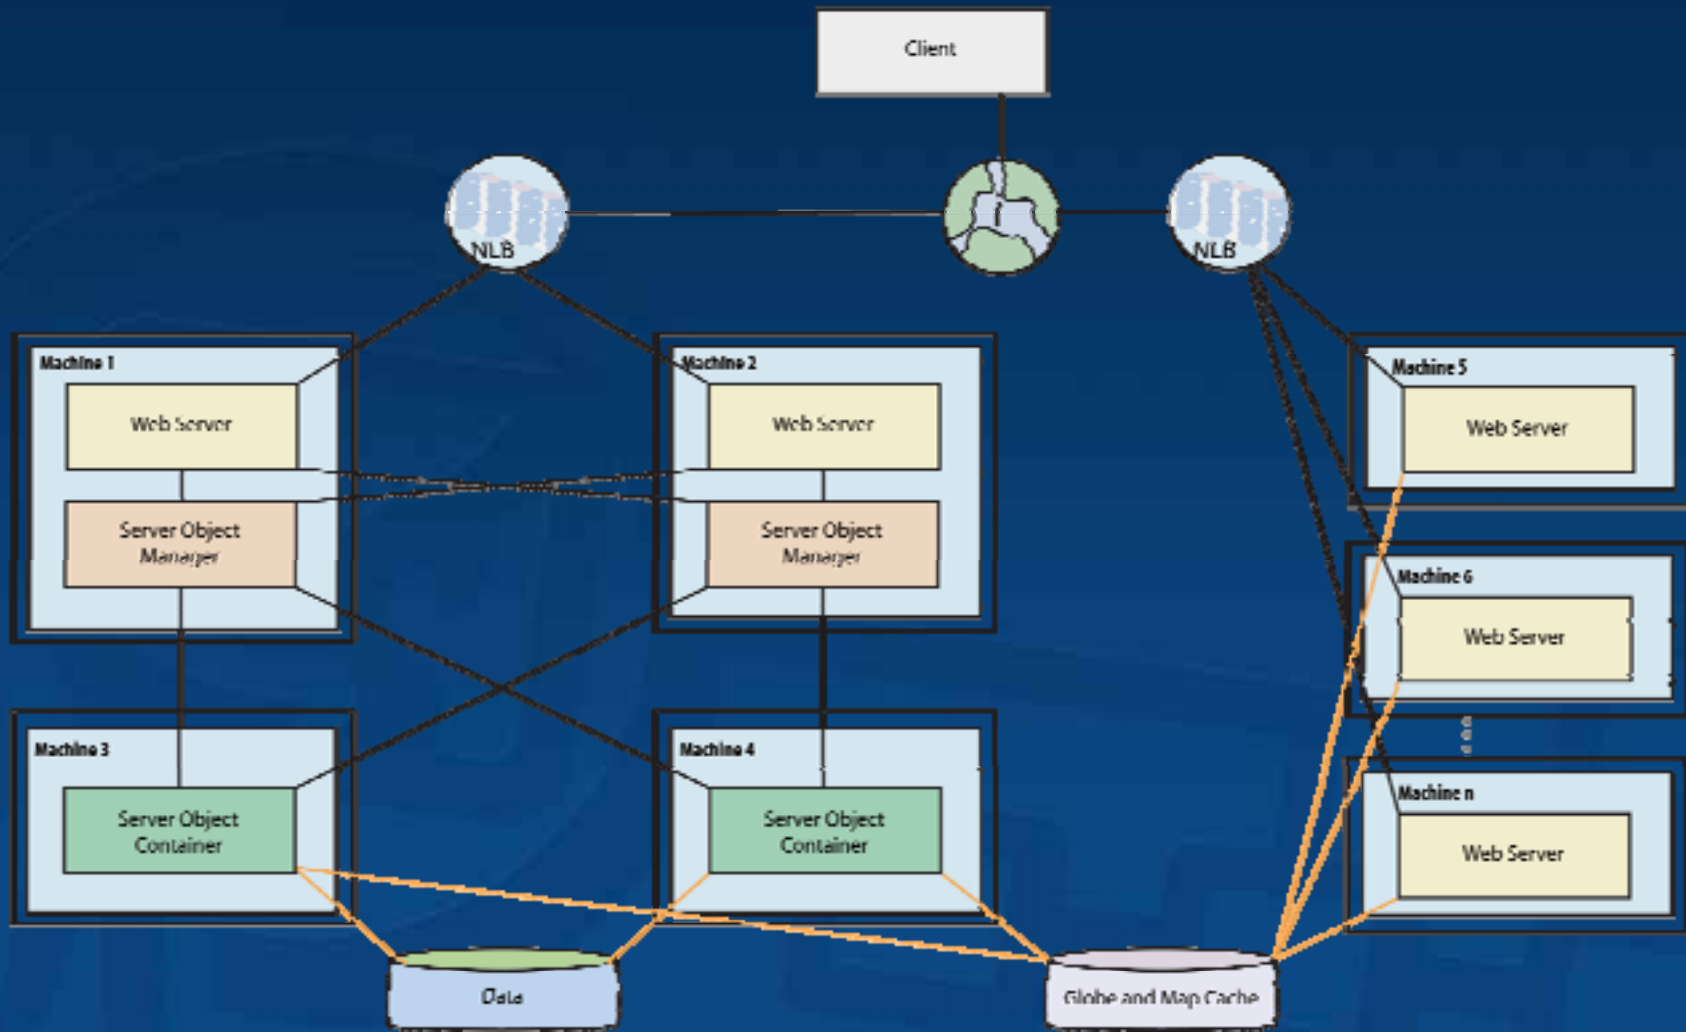 Client
NLB
NLB
Machine 1
Web Server
Server Object
Manager
Machine 2
Web Server
Server Object
Manager
Machine 3
Server Object
Container
Machine 4
Server Object
Container
Machine 5
Web Server
Machine 6
Web Server
Machine n
Web Server
Data
Globe and Map Cache